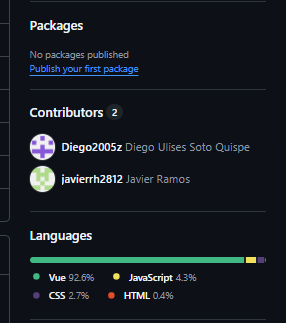 Packages
No packages published
Publish your first package
Contributors 2
Diego2005z Diego Ulises Soto Quispe
javierrh2812 Javier Ramos
Languages
Vue 92.6% JavaScript 4.3%
CSS 2.7% HTML 0.4%